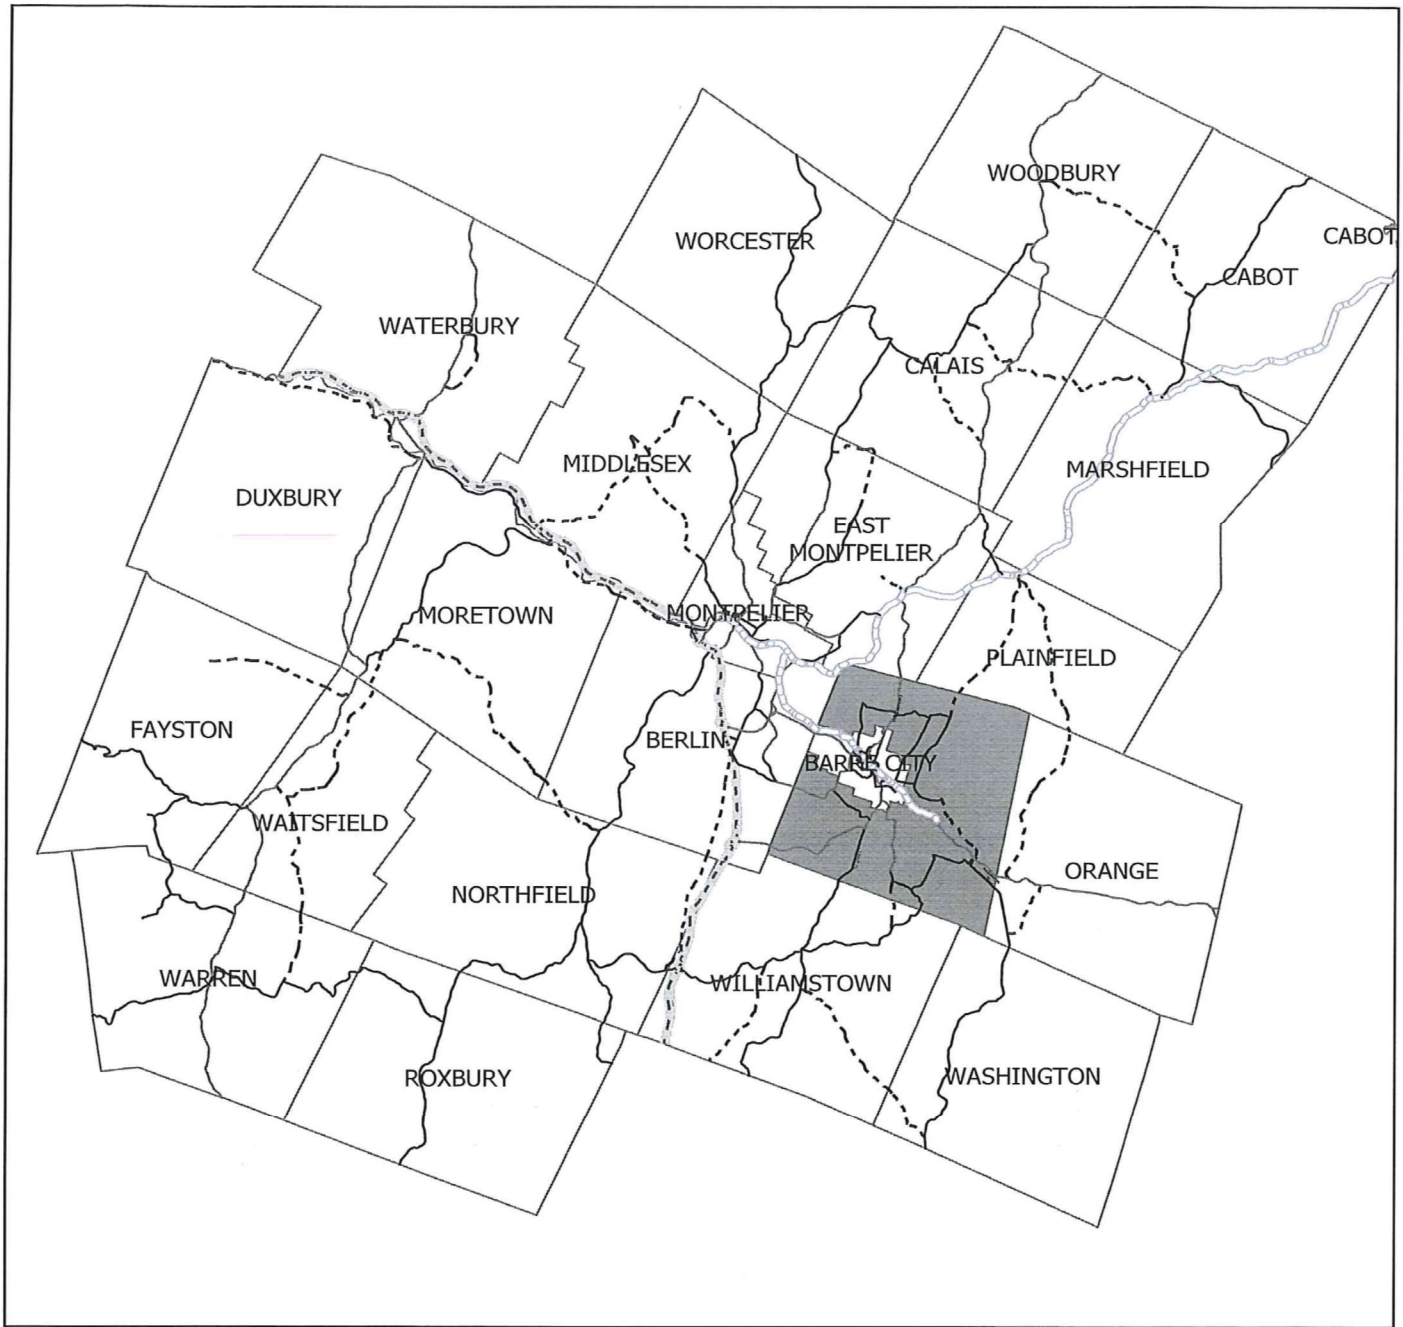 WOODBURY
WORCESTER
CABOT
CABOT
WATERBURY
CALAIS
MIDDLESEX
MARSHFIELD
DUXBURY
EAST
MONTPELIER
MONTPELIER
MORETOWN
PLAINFIELD
FAYSTON
BERLIN
BARRE CITY
WAITSFIELD
ORANGE
NORTHFIELD
WARREN
WILLIAMSTOWN
ROXBURY
WASHINGTON